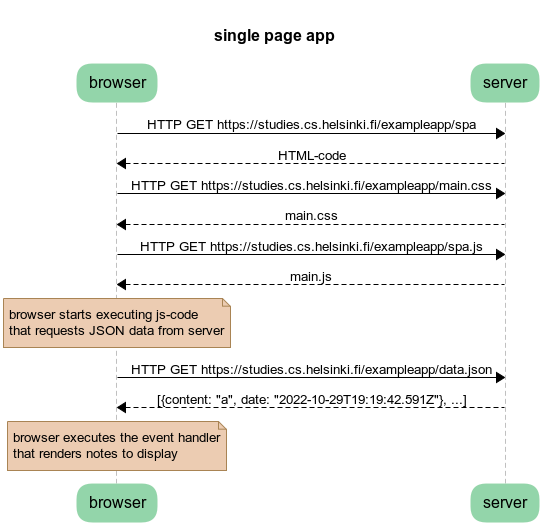 single page app
browser
server
HTTP GET https://studies.cs.helsinki.fi/exampleapp/spa
HTML-code
HTTP GET https://studies.cs.helsinki.fi/exampleapp/main.css
main.css
HTTP GET https://studies.cs.helsinki.fi/exampleapp/spa.js
main.js
browser starts executing js-code
that requests JSON data from server
HTTP GET https://studies.cs.helsinki.fi/exampleapp/data.json
[{content: "a", date: "2022-10-29T19:19:42.591Z"}, ...]
browser executes the event handler
that renders notes to display
browser
server